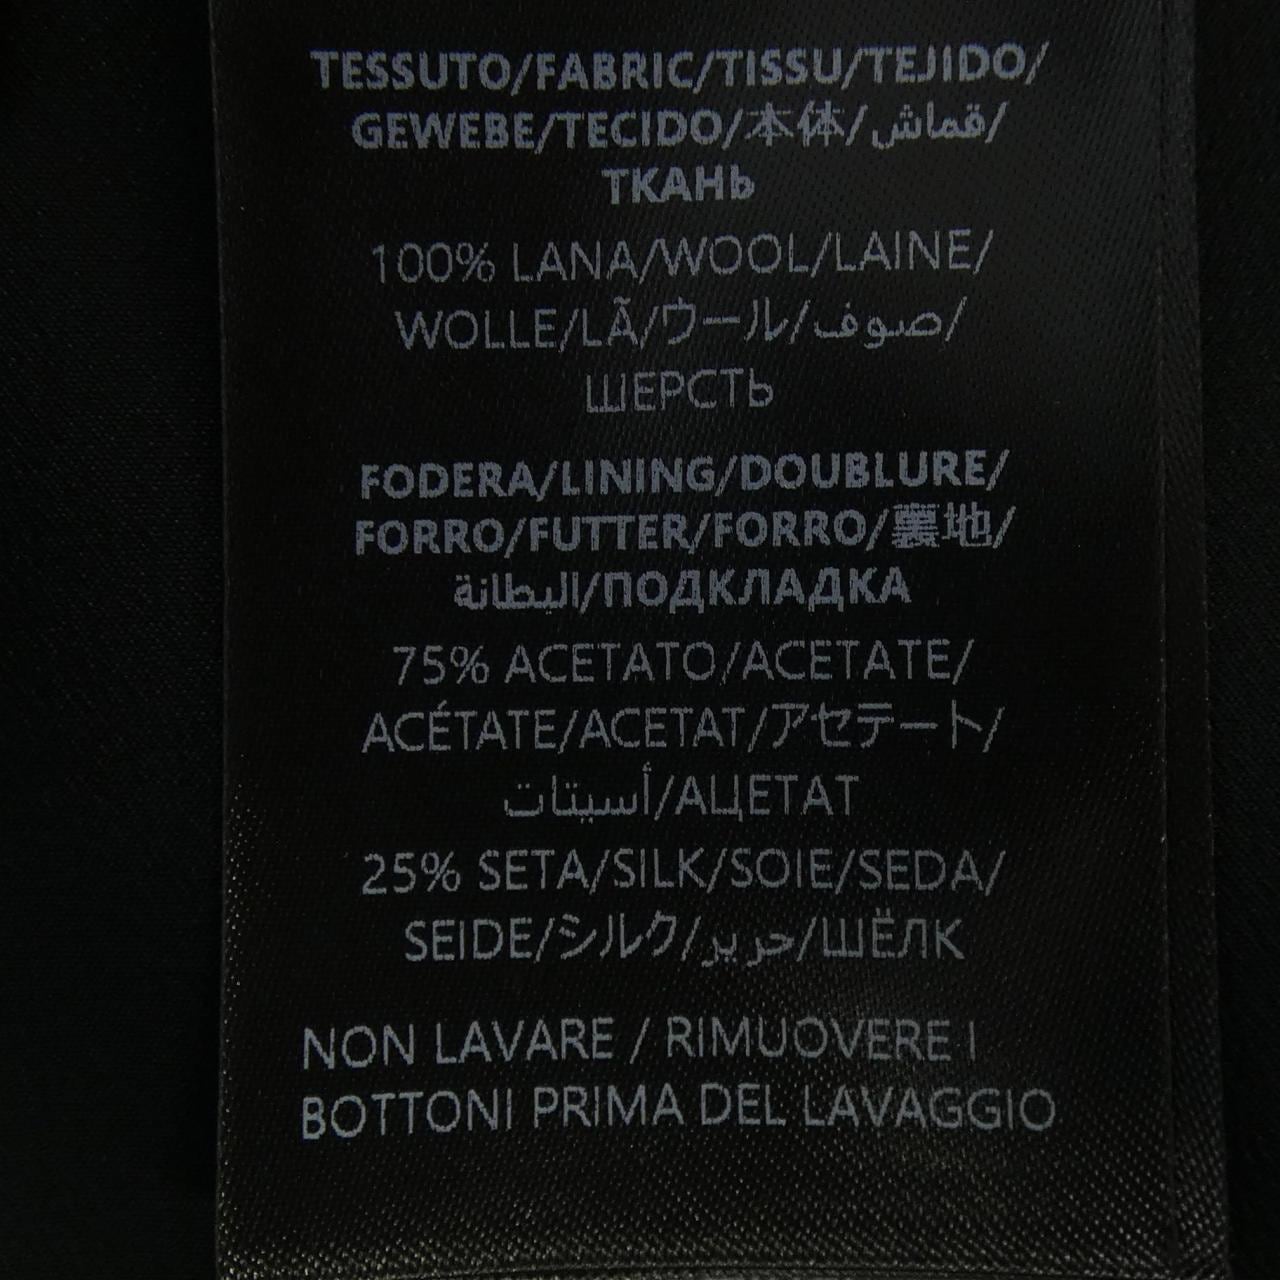 TESSUTO/FABRIC/TISSU/TEJIDO/
GEWEBE/TECIDO/本体/قماش/
ТКАНЬ
100% LANA/WOOL/LAINE/
WOLLE/LÃ/ウール/صوف/
ШЕРСТЬ
FODERA/LINING/DOUBLURE/
FORRO/FUTTER/FORRO/裏地/
البطانة/ПОДКЛАДКА
75% ACETATO/ACETATE/
ACÉTATE/ACETAT/アセテート/
أسيتات/АЦЕТАТ
25% SETA/SILK/SOIE/SEDA/
SEIDE/シルク/حرير/ШЁЛК
NON LAVARE / RIMUOVERE I
BOTTONI PRIMA DEL LAVAGGIO